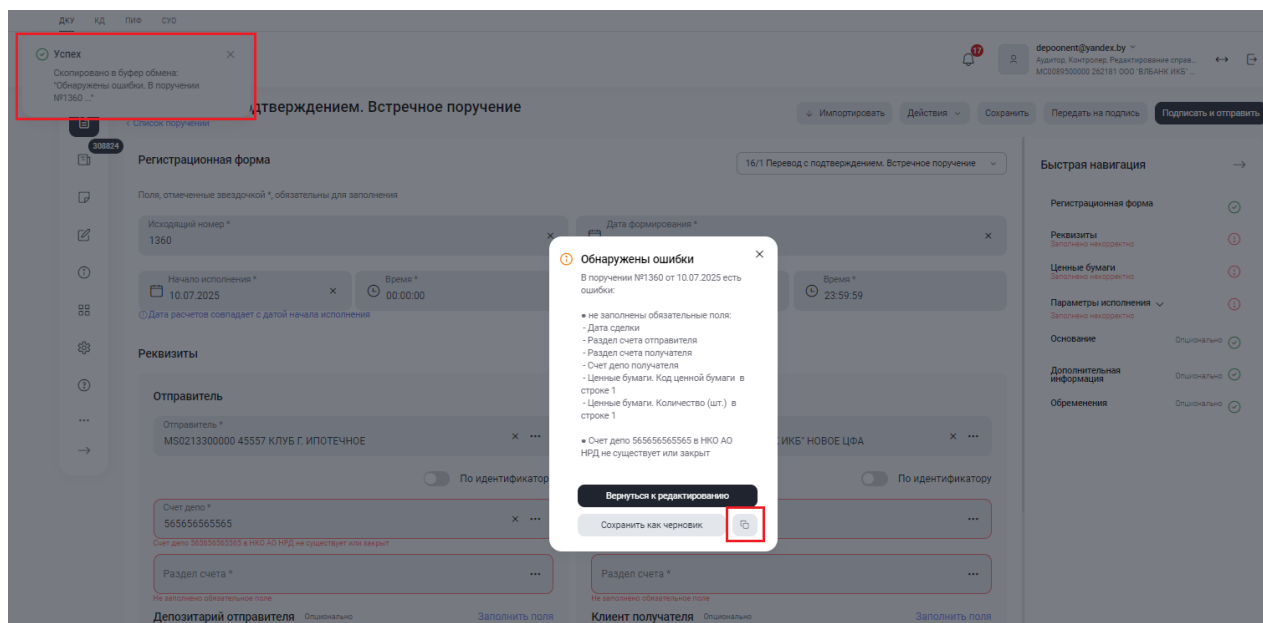 ДКУ КД ПИФ СУО
Успех
Скопировано в буфер обмена:
"Обнаружены ошибки. В поручении
№1360 ..."
17
depoonent@yandex.by
Аудитор, Контролер, Редактирование справ...
MC0089500000 262181 ООО "ВЛБАНК ИКБ" ...
одтверждением. Встречное поручение
Импортировать Действия Сохранить Передать на подпись Подписать и отправить
< Список поручений
308824
Регистрационная форма
16/1 Перевод с подтверждением. Встречное поручение
Поля, отмеченные звездочкой *, обязательны для заполнения
Исходящий номер *
1360
Дата формирования *
Начало исполнения *
10.07.2025
Время *
00:00:00
Время *
23:59:59
Дата расчетов совпадает с датой начала исполнения
Реквизиты
Отправитель
Отправитель *
MS0213300000 45557 КЛУБ Г. ИПОТЕЧНОЕ
ИКБ" НОВОЕ ЦФА
По идентификатор
По идентификатору
Счет депо *
565656565565
Счет депо 565656565565 в НКО АО НРД не существует или закрыт
Раздел счета *
Не заполнено обязательное поле
Раздел счета *
Не заполнено обязательное поле
Депозитарий отправителя Опционально Заполнить поля
Клиент получателя Опционально Заполнить поля
Обнаружены ошибки
В поручении №1360 от 10.07.2025 есть
ошибки:
● не заполнены обязательные поля:
- Дата сделки
- Раздел счета отправителя
- Раздел счета получателя
- Счет депо получателя
- Ценные бумаги. Код ценной бумаги в
строке 1
- Ценные бумаги. Количество (шт.) в
строке 1
● Счет депо 565656565565 в НКО АО
НРД не существует или закрыт
Вернуться к редактированию
Сохранить как черновик
Быстрая навигация
Регистрационная форма
Реквизиты
Заполнено некорректно
Ценные бумаги
Заполнено некорректно
Параметры исполнения
Заполнено некорректно
Основание Опционально
Дополнительная
информация
Опционально
Обременения Опционально